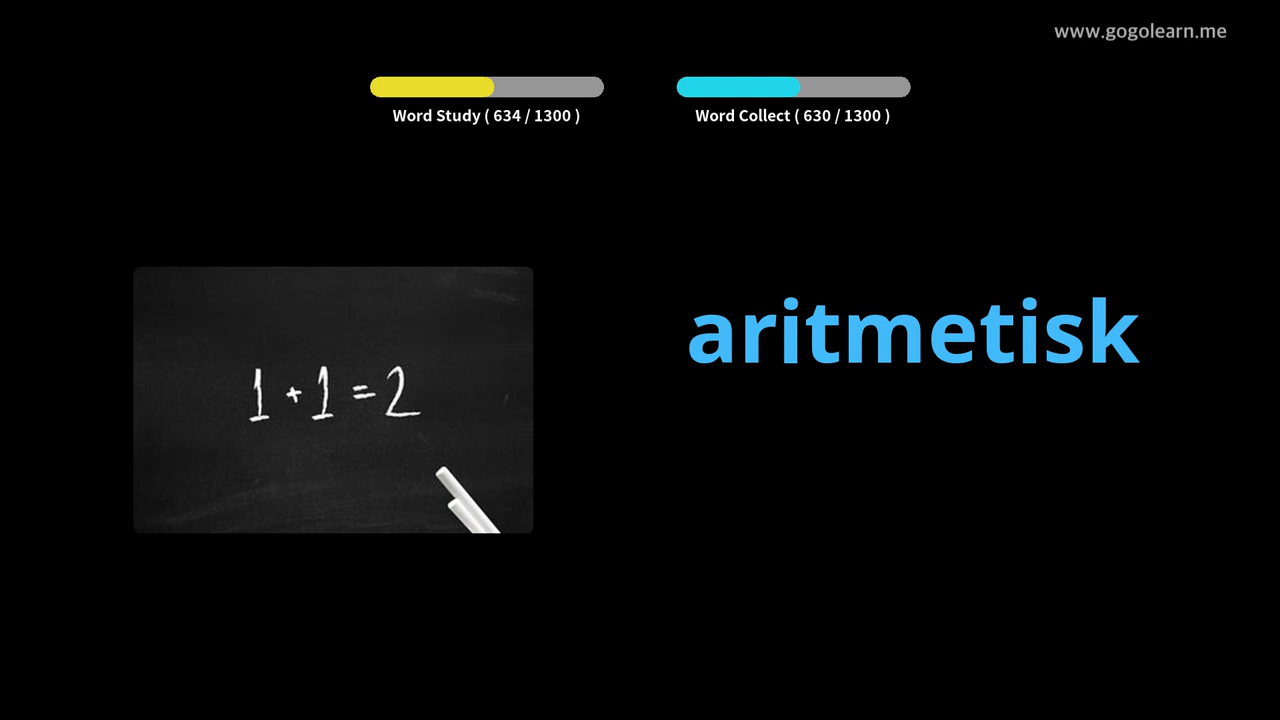 www.gogolearn.me
Word Study ( 634 / 1300 )
Word Collect ( 630 / 1300 )
aritmetisk
1 + 1 = 2